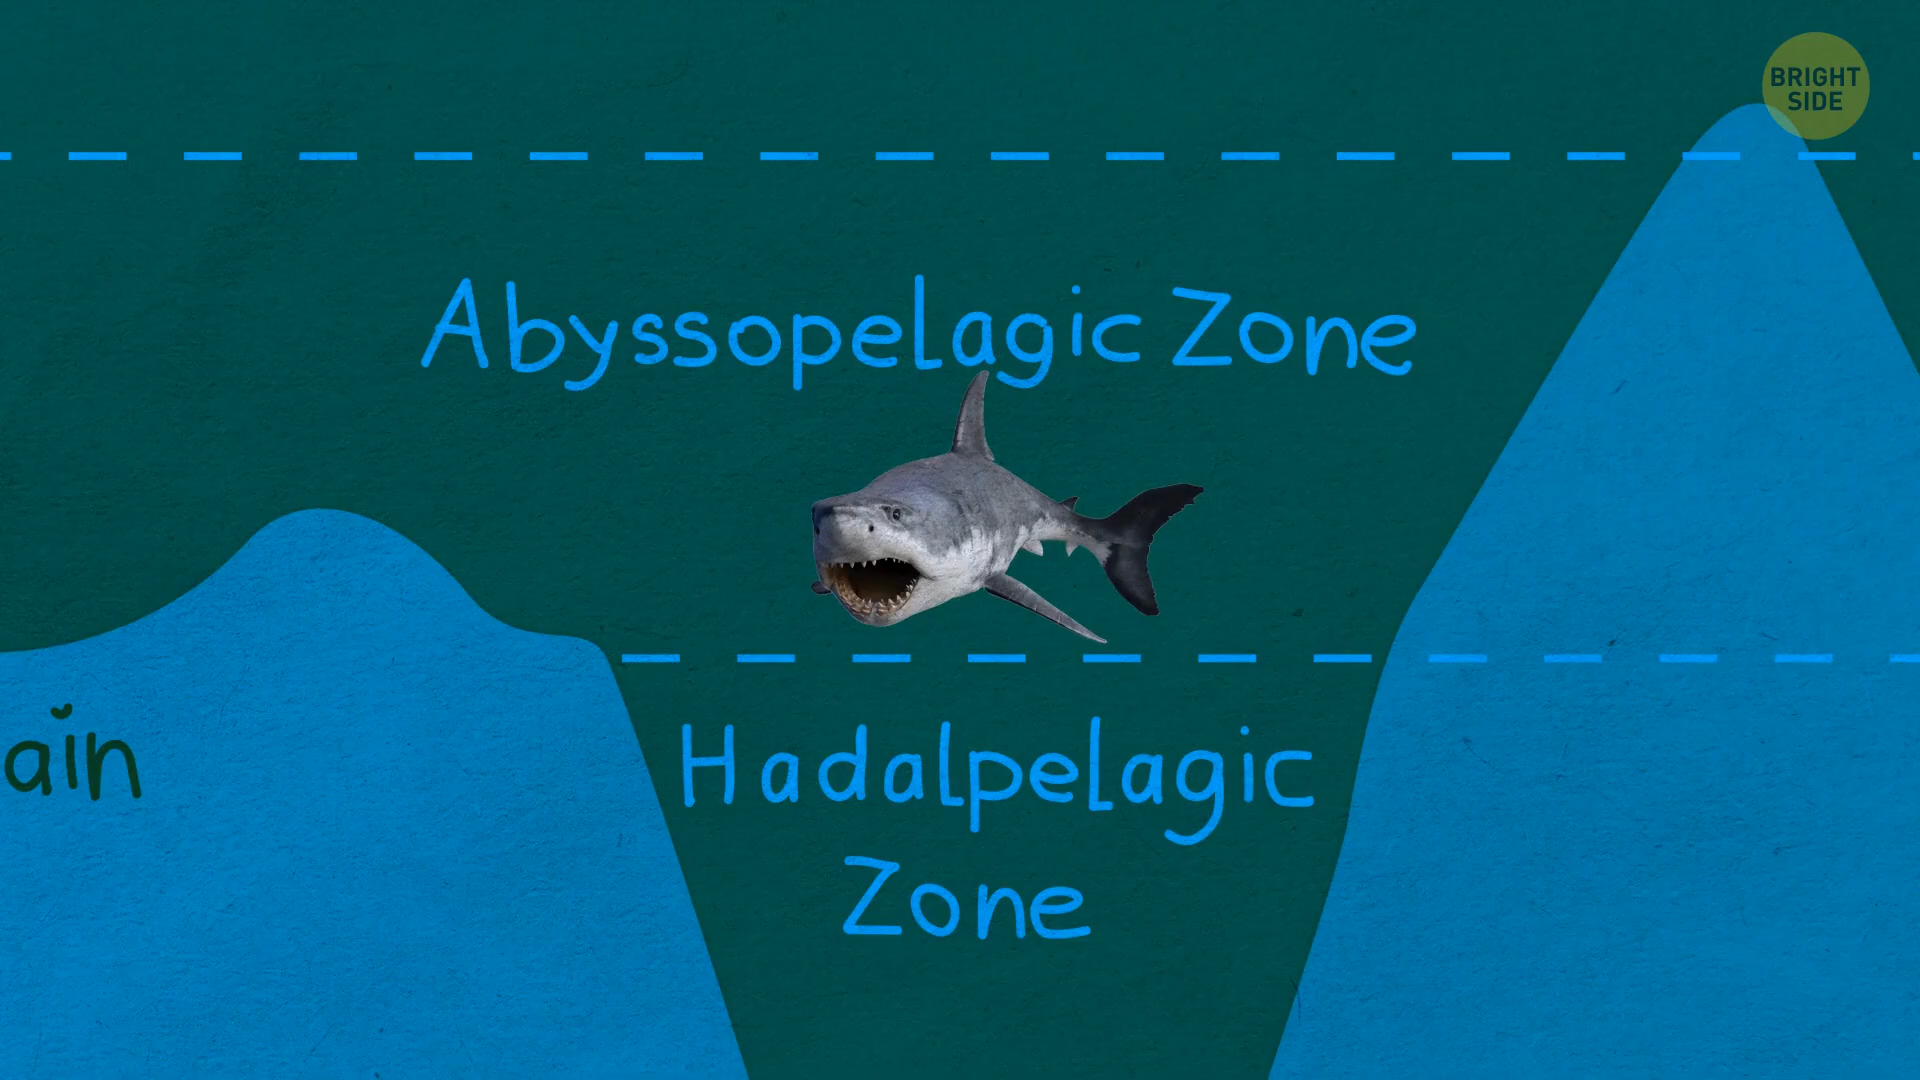 BRIGHT
SIDE
Abyssopelagic Zone
ain
Hadalpelagic
Zone